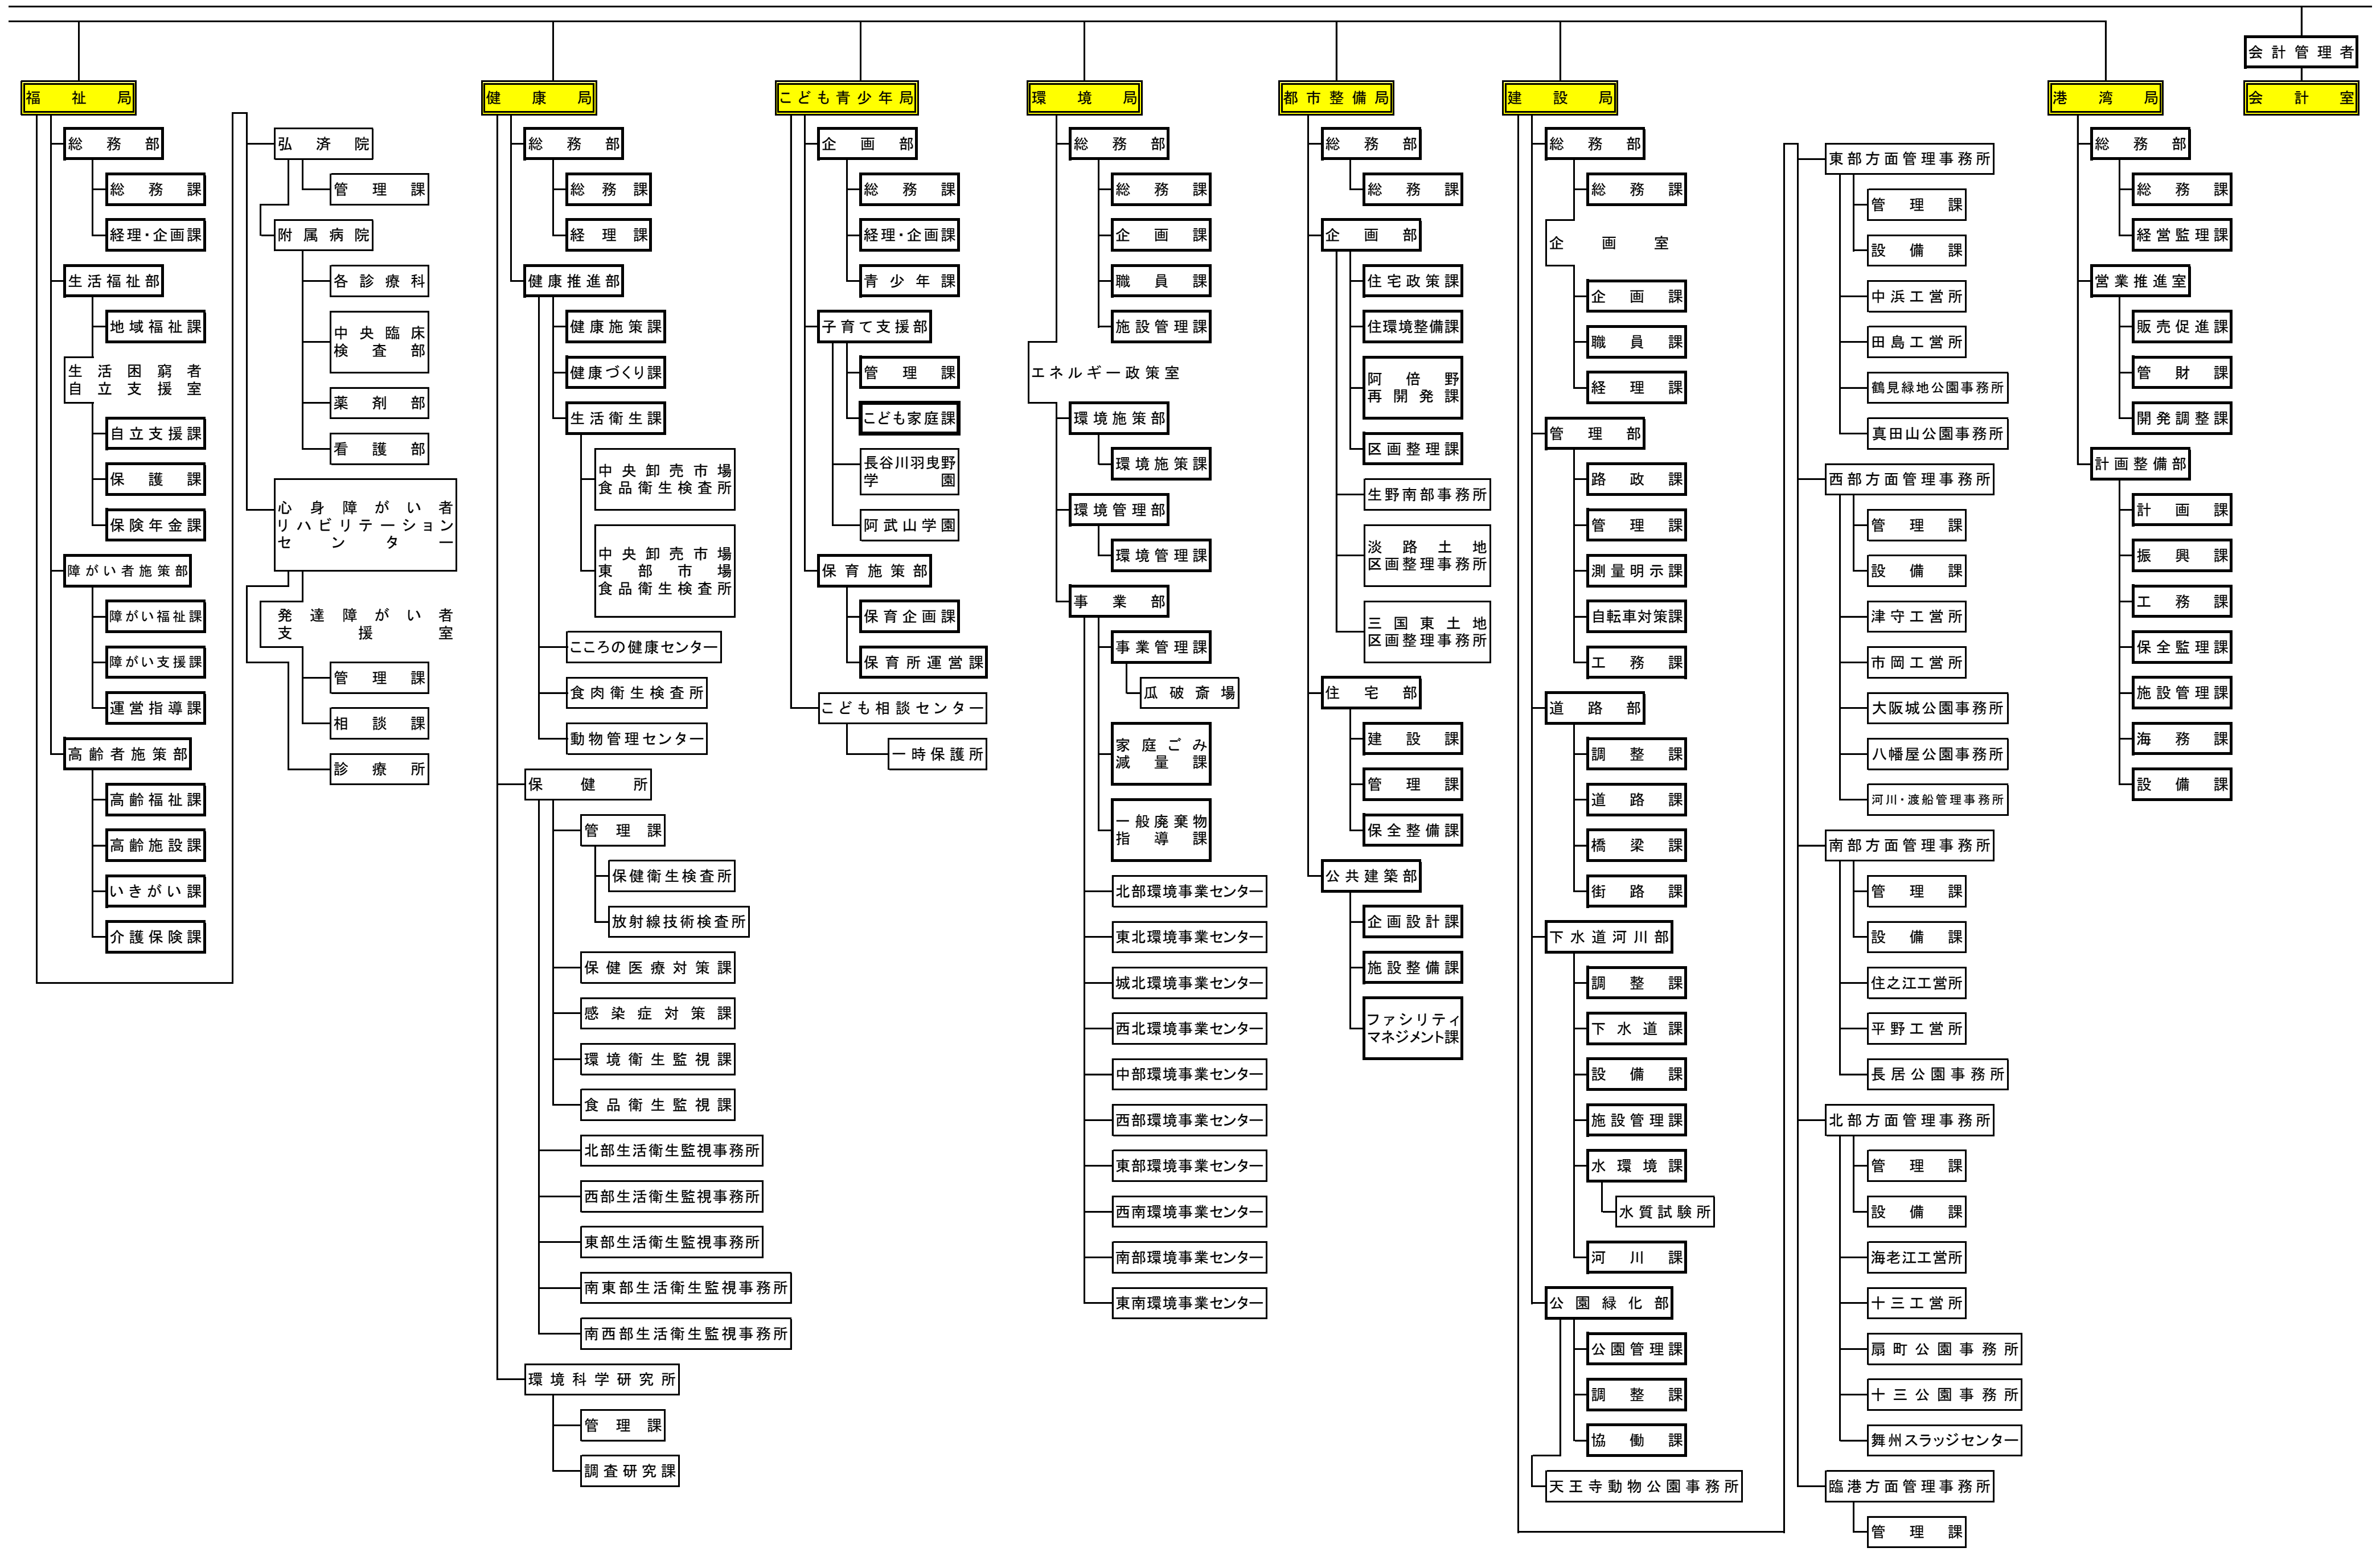 会計管理者
福祉局
健康局
こども青少年局
環境局
都市整備局
建設局
港湾局
会計室
総務部
総務課
経理・企画課
生活福祉部
地域福祉課
生活困窮者
自立支援室
自立支援課
保護課
保険年金課
障がい者施策部
障がい福祉課
障がい支援課
運営指導課
高齢者施策部
高齢福祉課
高齢施設課
いきがい課
介護保険課
弘済院
管理課
附属病院
各診療科
中央臨床
検査部
薬剤部
看護部
心身障がい者
リハビリテーション
センター
発達障がい者
支援室
管理課
相談課
診療所
総務部
総務課
経理課
健康推進部
健康施策課
健康づくり課
生活衛生課
中央卸売市場
食品衛生検査所
中央卸売市場
東部市場
食品衛生検査所
こころの健康センター
食肉衛生検査所
動物管理センター
保健所
管理課
保健衛生検査所
放射線技術検査所
保健医療対策課
感染症対策課
環境衛生監視課
食品衛生監視課
北部生活衛生監視事務所
西部生活衛生監視事務所
東部生活衛生監視事務所
南東部生活衛生監視事務所
南西部生活衛生監視事務所
環境科学研究所
管理課
調査研究課
企画部
総務課
経理・企画課
青少年課
子育て支援部
管理課
こども家庭課
長谷川羽曳野
学園
阿武山学園
保育施策部
保育企画課
保育所運営課
こども相談センター
一時保護所
総務部
総務課
企画課
職員課
施設管理課
エネルギー政策室
環境施策部
環境施策課
環境管理部
環境管理課
事業部
事業管理課
瓜破斎場
家庭ごみ
減量課
一般廃棄物
指導課
北部環境事業センター
東北環境事業センター
城北環境事業センター
西北環境事業センター
中部環境事業センター
西部環境事業センター
東部環境事業センター
西南環境事業センター
南部環境事業センター
東南環境事業センター
総務部
総務課
企画部
住宅政策課
住環境整備課
阿倍野
再開発課
区画整理課
生野南部事務所
淡路土地
区画整理事務所
三国東土地
区画整理事務所
住宅部
建設課
管理課
保全整備課
公共建築部
企画設計課
施設整備課
ファシリティ
マネジメント課
総務部
総務課
企画室
企画課
職員課
経理課
管理部
路政課
管理課
測量明示課
自転車対策課
工務課
道路部
調整課
道路課
橋梁課
街路課
下水道河川部
調整課
下水道課
設備課
施設管理課
水環境課
水質試験所
河川課
公園緑化部
公園管理課
調整課
協働課
天王寺動物公園事務所
東部方面管理事務所
管理課
設備課
中浜工営所
田島工営所
鶴見緑地公園事務所
真田山公園事務所
西部方面管理事務所
管理課
設備課
津守工営所
市岡工営所
大阪城公園事務所
八幡屋公園事務所
河川・渡船管理事務所
南部方面管理事務所
管理課
設備課
住之江工営所
平野工営所
長居公園事務所
北部方面管理事務所
管理課
設備課
海老江工営所
十三工営所
扇町公園事務所
十三公園事務所
舞州スラッジセンター
臨港方面管理事務所
管理課
総務部
総務課
経営監理課
営業推進室
販売促進課
管財課
開発調整課
計画整備部
計画課
振興課
工務課
保全監理課
施設管理課
海務課
設備課